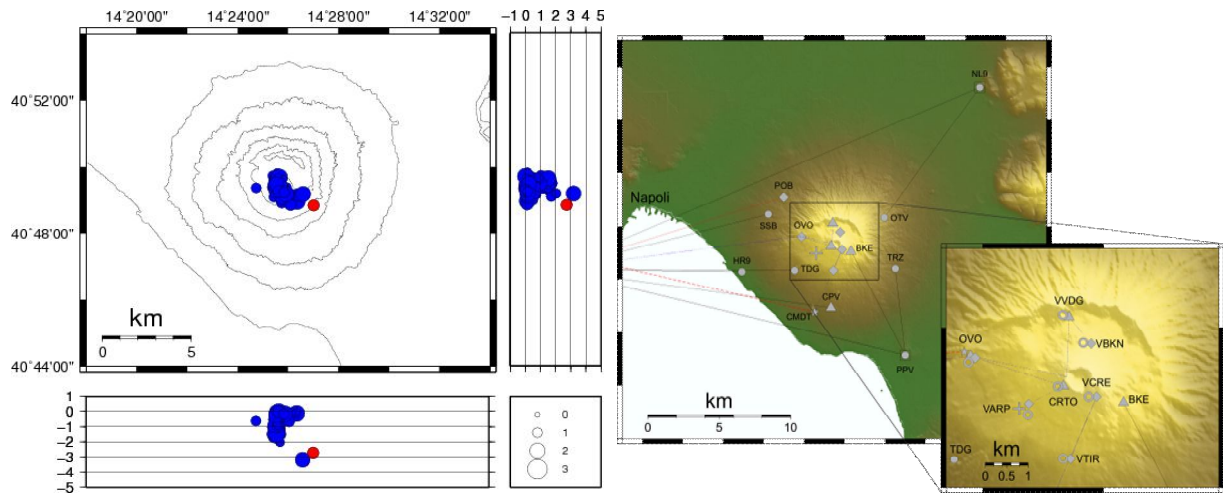 14°20'00" 14°24'00" 14°28'00" 14°32'00"
−1 0 1 2 3 4 5
40°52'00"
40°48'00"
40°44'00"
km
0 5
1
0
−1
−2
−3
−4
−5
0
1
2
3
NL9
Napoli
POB
SSB
OVO
OTV
BKE
HR9
TDG
TRZ
CPV
CMDT
PPV
km
0 5 10
VVDG
OVO
VBKN
VCRE
CRTO
BKE
VARP
TDG
km
0 0.5 1
VTIR